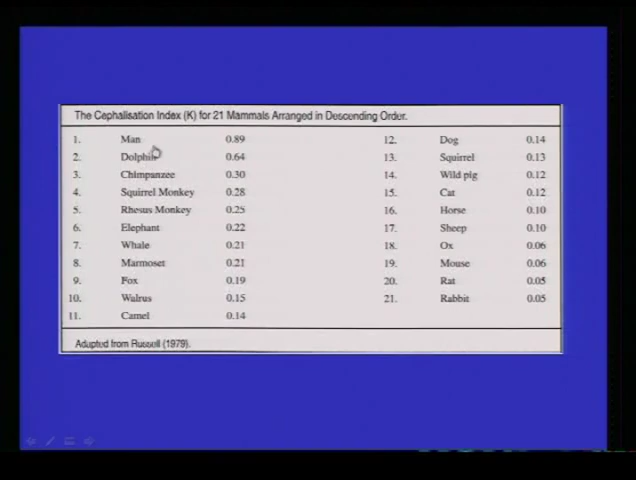 The Cephalisation Index (K) for 21 Mammals Arranged in Descending Order.
1. Man 0.89
2. Dolphin 0.64
3. Chimpanzee 0.30
4. Squirrel Monkey 0.28
5. Rhesus Monkey 0.25
6. Elephant 0.22
7. Whale 0.21
8. Marmoset 0.21
9. Fox 0.19
10. Walrus 0.15
11. Camel 0.14
12. Dog 0.14
13. Squirrel 0.13
14. Wild pig 0.12
15. Cat 0.12
16. Horse 0.10
17. Sheep 0.10
18. Ox 0.06
19. Mouse 0.06
20. Rat 0.05
21. Rabbit 0.05
Adapted from Russell (1979).